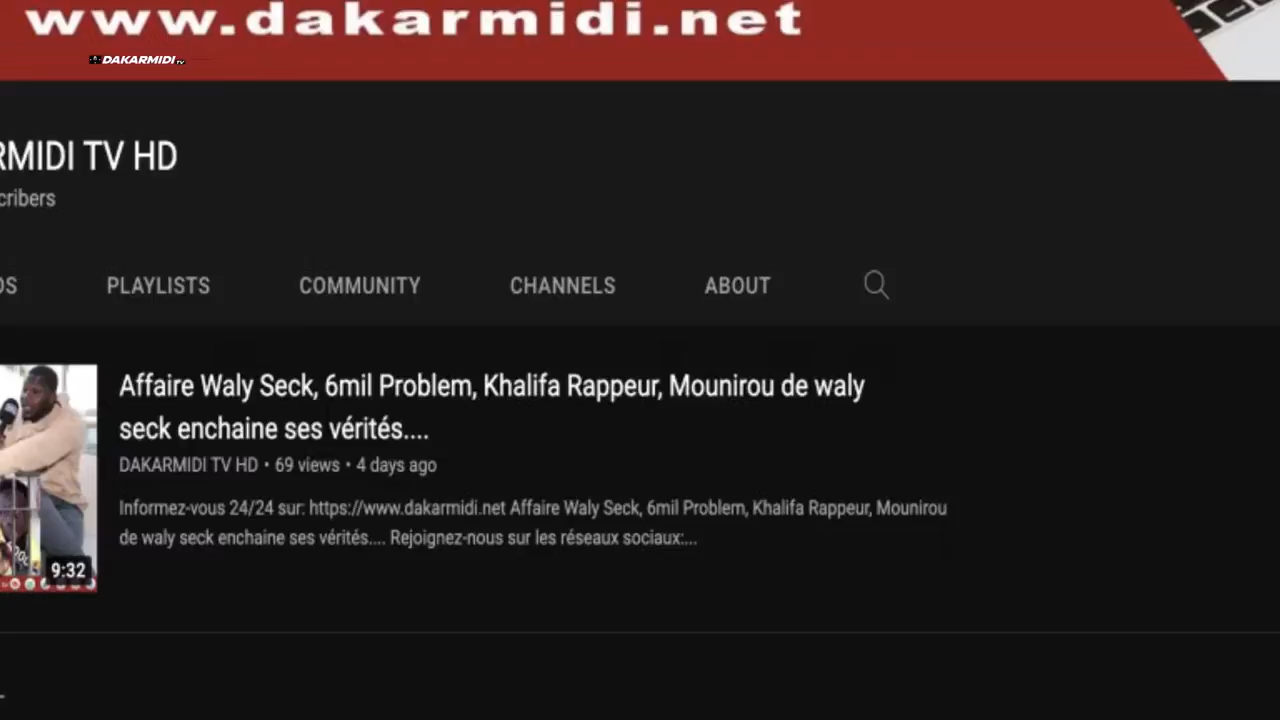 www.dakarmidi.net
DAKARMIDI TV
RMIDI TV HD
cribers
OS PLAYLISTS COMMUNITY CHANNELS ABOUT
Affaire Waly Seck, 6mil Problem, Khalifa Rappeur, Mounirou de waly
seck enchaine ses vérités....
DAKARMIDI TV HD • 69 views • 4 days ago
Informez-vous 24/24 sur: https://www.dakarmidi.net Affaire Waly Seck, 6mil Problem, Khalifa Rappeur, Mounirou
de waly seck enchaine ses vérités.... Rejoignez-nous sur les réseaux sociaux:...
9:32